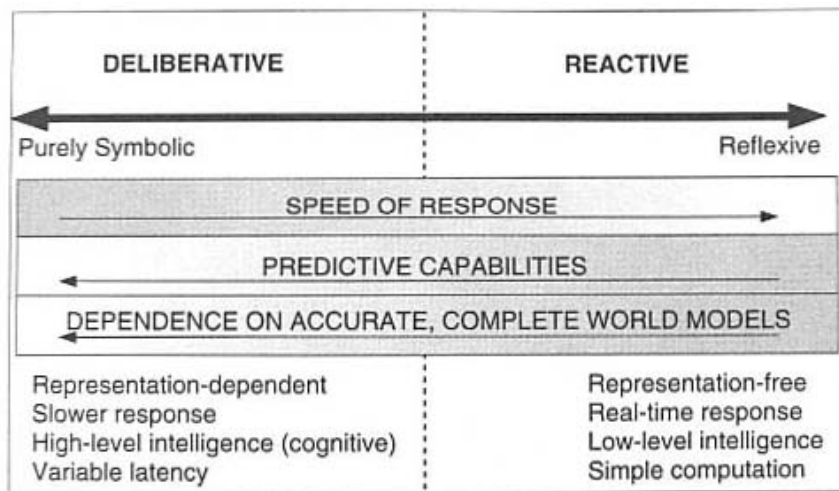 DELIBERATIVE
REACTIVE
Purely Symbolic
Reflexive
SPEED OF RESPONSE
PREDICTIVE CAPABILITIES
DEPENDENCE ON ACCURATE, COMPLETE WORLD MODELS
Representation-dependent
Slower response
High-level intelligence (cognitive)
Variable latency
Representation-free
Real-time response
Low-level intelligence
Simple computation